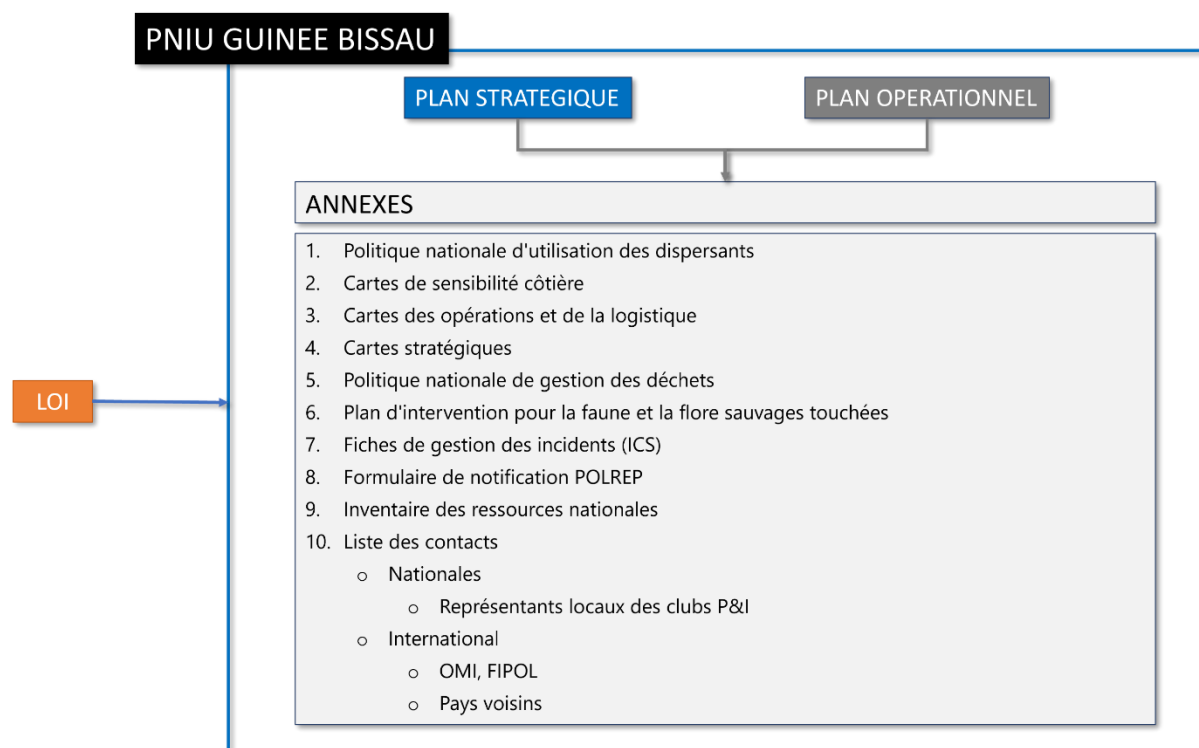 PNIU GUINEE BISSAU
PLAN STRATEGIQUE
PLAN OPERATIONNEL
ANNEXES
1. Politique nationale d'utilisation des dispersants
2. Cartes de sensibilité côtière
3. Cartes des opérations et de la logistique
4. Cartes stratégiques
5. Politique nationale de gestion des déchets
6. Plan d'intervention pour la faune et la flore sauvages touchées
7. Fiches de gestion des incidents (ICS)
8. Formulaire de notification POLREP
9. Inventaire des ressources nationales
10. Liste des contacts
o Nationales
o Représentants locaux des clubs P&I
o International
o OMI, FIPOL
o Pays voisins
LOI